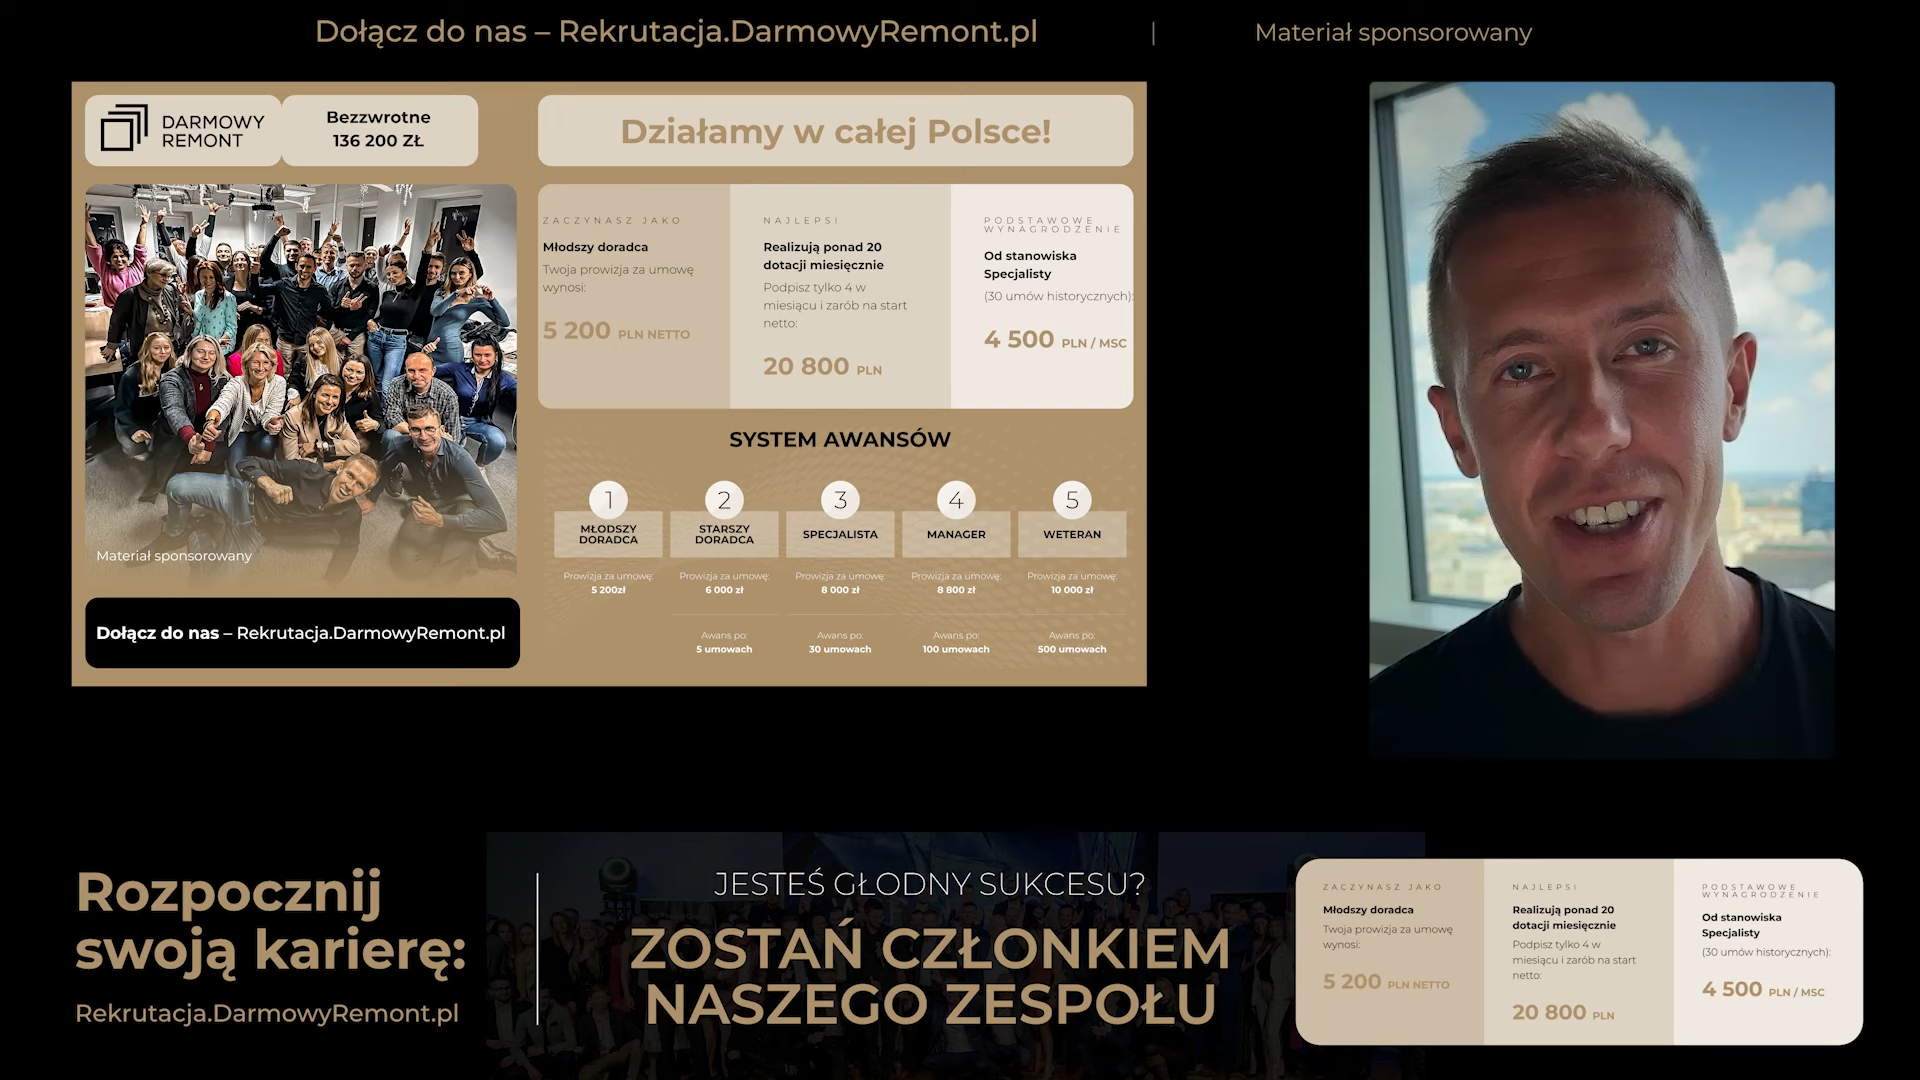 Dołącz do nas – Rekrutacja.DarmowyRemont.pl
Materiał sponsorowany
DARMOWY
REMONT
Bezzwrotne
136 200 ZŁ
Działamy w całej Polsce!
ZACZYNASZ JAKO
Młodszy doradca
Twoja prowizja za umowę
wynosi:
5 200 PLN NETTO
NAJLEPSI
Realizują ponad 20
dotacji miesięcznie
Podpisz tylko 4 w
miesiącu i zarób na start
netto:
20 800 PLN
PODSTAWOWE
WYNAGRODZENIE
Od stanowiska
Specjalisty
(30 umów historycznych):
4 500 PLN / MSC
Materiał sponsorowany
Dołącz do nas – Rekrutacja.DarmowyRemont.pl
SYSTEM AWANSÓW
1
MŁODSZY
DORADCA
Prowizja za umowę:
5 200zł
2
STARSZY
DORADCA
Prowizja za umowę:
6 000 zł
Awans po:
5 umowach
3
SPECJALISTA
Prowizja za umowę:
8 000 zł
Awans po:
30 umowach
4
MANAGER
Prowizja za umowę:
8 800 zł
Awans po:
100 umowach
5
WETERAN
Prowizja za umowę:
10 000 zł
Awans po:
500 umowach
Rozpocznij
swoją karierę:
Rekrutacja.DarmowyRemont.pl
JESTEŚ GŁODNY SUKCESU?
ZOSTAŃ CZŁONKIEM
NASZEGO ZESPOŁU
ZACZYNASZ JAKO
Młodszy doradca
Twoja prowizja za umowę
wynosi:
5 200 PLN NETTO
NAJLEPSI
Realizują ponad 20
dotacji miesięcznie
Podpisz tylko 4 w
miesiącu i zarób na start
netto:
20 800 PLN
PODSTAWOWE
WYNAGRODZENIE
Od stanowiska
Specjalisty
(30 umów historycznych):
4 500 PLN / MSC